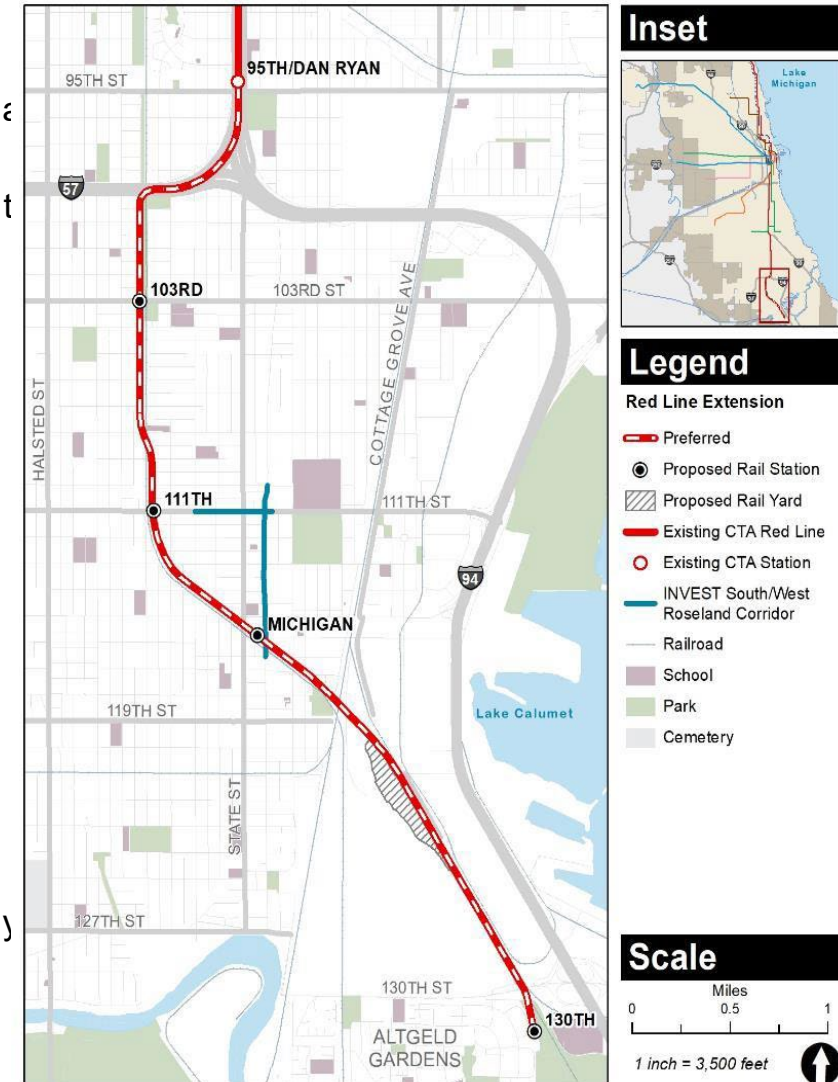 95TH/DAN RYAN
95TH ST
57
103RD
103RD ST
COTTAGE GROVE AVE
HALSTED ST
111TH
111TH ST
94
MICHIGAN
119TH ST
Lake Calumet
STATE ST
127TH ST
130TH ST
130TH
ALTGELD
GARDENS
Inset
Lake
Michigan
Legend
Red Line Extension
Preferred
Proposed Rail Station
Proposed Rail Yard
Existing CTA Red Line
Existing CTA Station
INVEST South/West
Roseland Corridor
Railroad
School
Park
Cemetery
Scale
Miles
0 0.5 1
1 inch = 3,500 feet